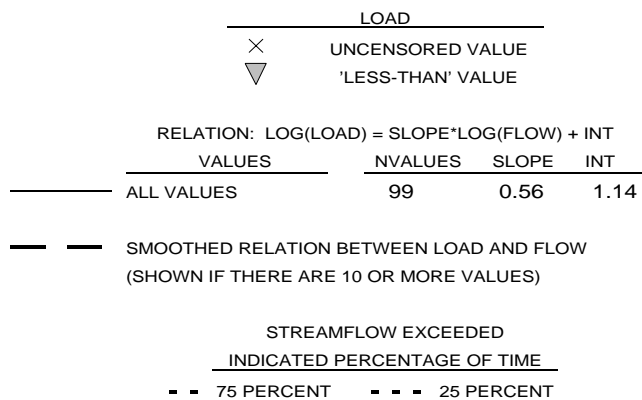 LOAD
UNCENSORED VALUE
'LESS-THAN' VALUE
RELATION: LOG(LOAD) = SLOPE*LOG(FLOW) + INT
VALUES NVALUES SLOPE INT
ALL VALUES 99 0.56 1.14
SMOOTHED RELATION BETWEEN LOAD AND FLOW
(SHOWN IF THERE ARE 10 OR MORE VALUES)
STREAMFLOW EXCEEDED
INDICATED PERCENTAGE OF TIME
75 PERCENT 25 PERCENT